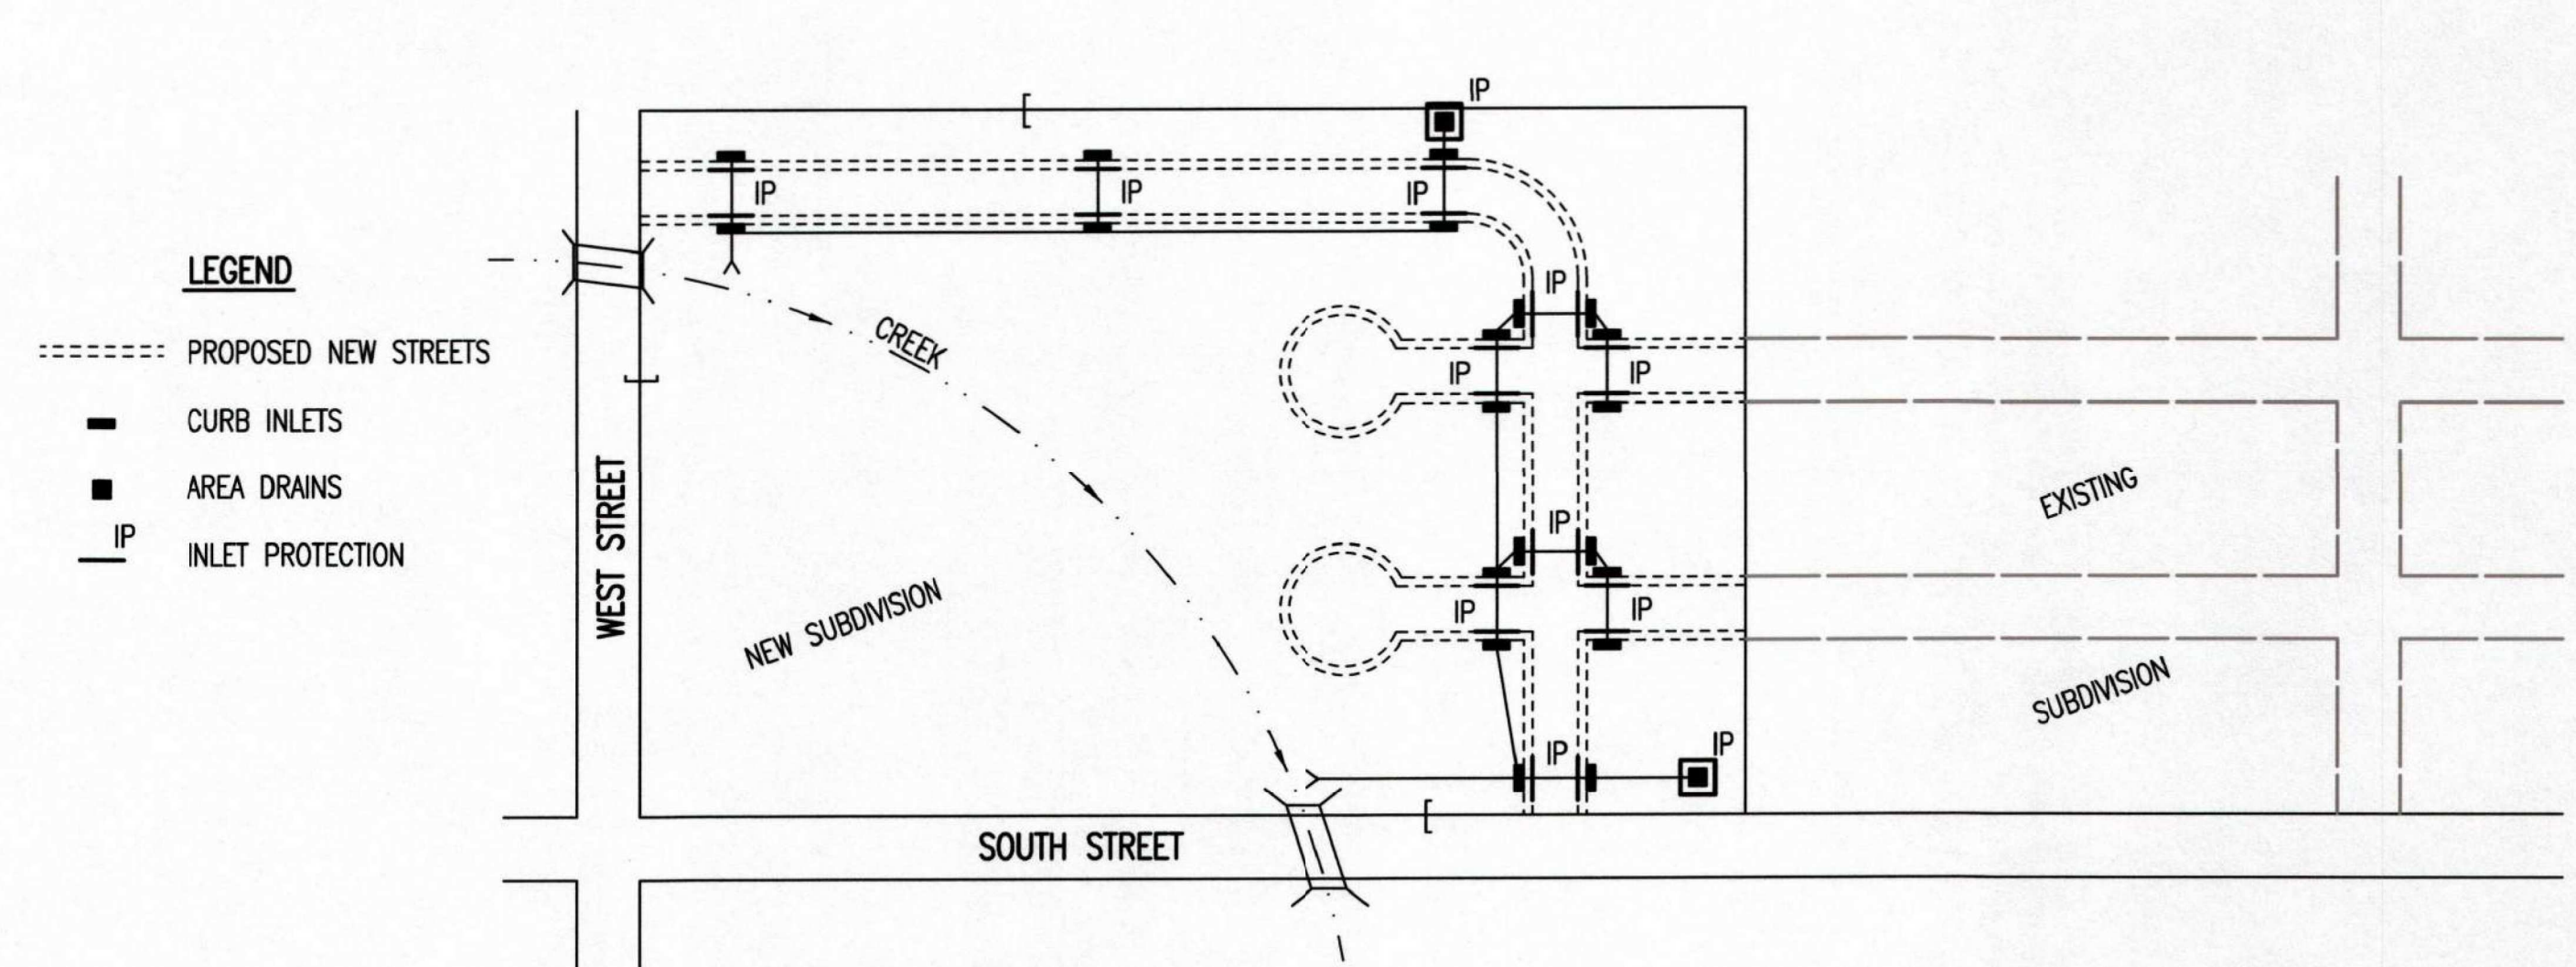 IP
IP
IP
IP
LEGEND
PROPOSED NEW STREETS
CURB INLETS
AREA DRAINS
IP
INLET PROTECTION
WEST STREET
CREEK
NEW SUBDIVISION
IP
IP
IP
IP
IP
IP
IP
IP
EXISTING
SUBDIVISION
SOUTH STREET